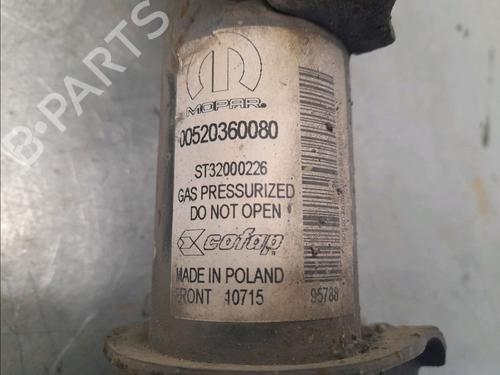 MOPAR®
00520360080
ST32000226
GAS PRESSURIZED
DO NOT OPEN
cofap
MADE IN POLAND
FRONT 10715
95788
B-Parts